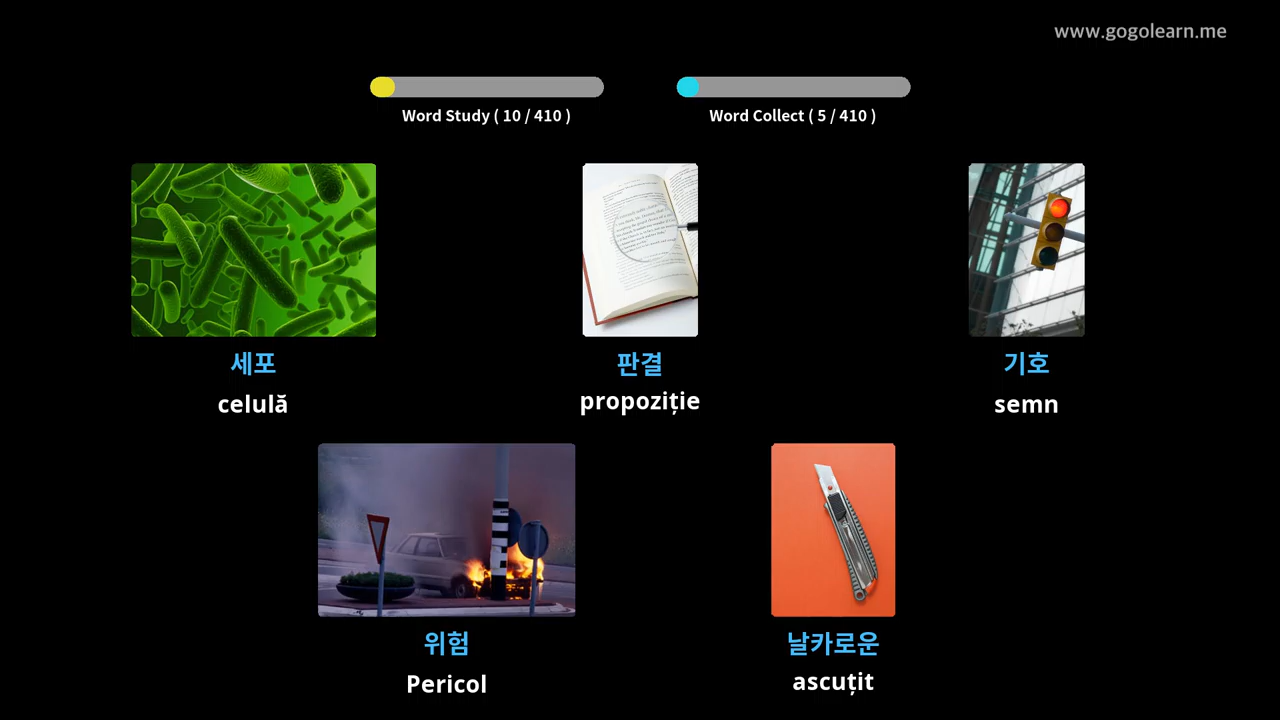 www.gogolearn.me
Word Study ( 10 / 410 )
Word Collect ( 5 / 410 )
세포
celulă
판결
propoziție
기호
semn
위험
Pericol
날카로운
ascuțit